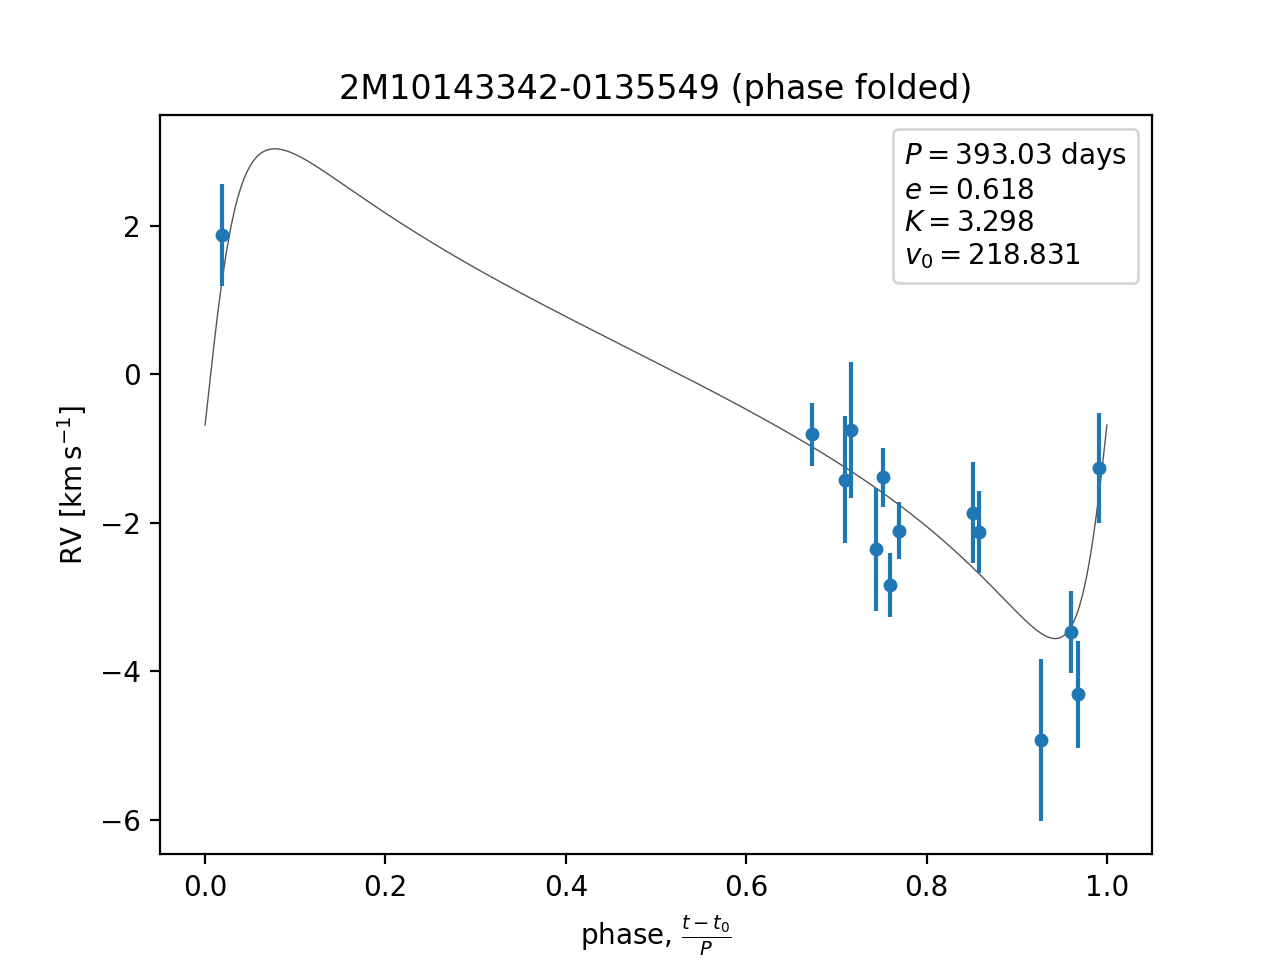 2M10143342-0135549 (phase folded)
P = 393.03 days
e = 0.618
K = 3.298
v₀ = 218.831
RV [km s⁻¹]
2
0
−2
−4
−6
0.0 0.2 0.4 0.6 0.8 1.0
phase, (t − t₀)/P